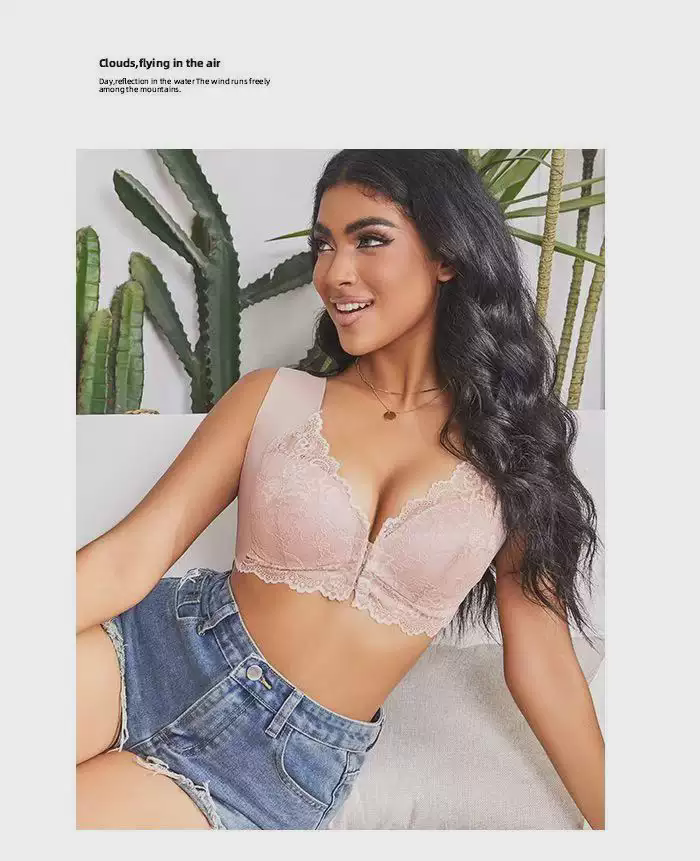 Clouds,flying in the air
Day,reflection in the water The wind runs freely
among the mountains.